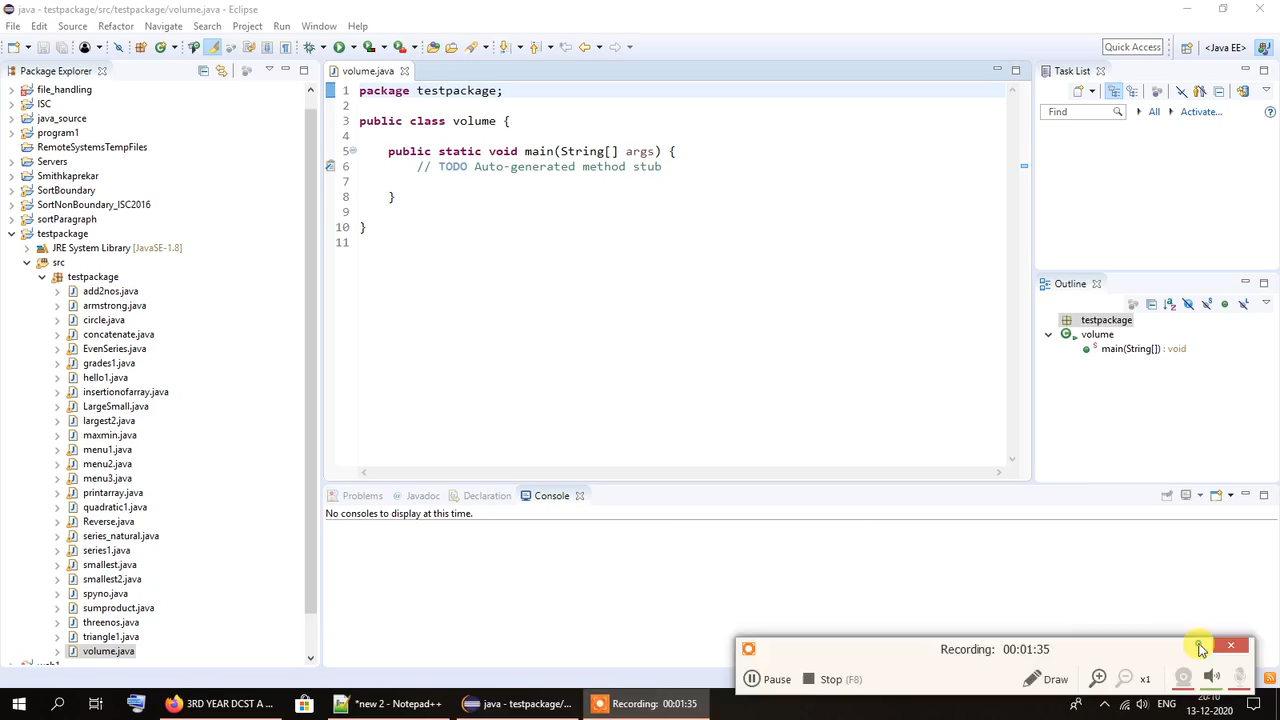 java - testpackage/src/testpackage/volume.java - Eclipse
File Edit Source Refactor Navigate Search Project Run Window Help
Quick Access
<Java EE>
Package Explorer
file_handling
ISC
java_source
program1
RemoteSystemsTempFiles
Servers
Smithkaprekar
SortBoundary
SortNonBoundary_ISC2016
sortParagraph
testpackage
JRE System Library [JavaSE-1.8]
src
testpackage
add2nos.java
armstrong.java
circle.java
concatenate.java
EvenSeries.java
grades1.java
hello1.java
insertionofarray.java
LargeSmall.java
largest2.java
maxmin.java
menu1.java
menu2.java
menu3.java
printarray.java
quadratic1.java
Reverse.java
series_natural.java
series1.java
smallest.java
smallest2.java
spyno.java
sumproduct.java
threenos.java
triangle1.java
volume.java
volume.java
1 package testpackage;
2
3 public class volume {
4
5 public static void main(String[] args) {
6 // TODO Auto-generated method stub
7
8 }
9
10 }
11
Task List
Find All Activate...
Outline
testpackage
volume
main(String[]) : void
Problems Javadoc Declaration Console
No consoles to display at this time.
Recording: 00:01:35
Pause Stop (F8) Draw x1
3RD YEAR DCST A ...
*new 2 - Notepad++
java - testpackage/...
Recording: 00:01:35
ENG
20:10
13-12-2020